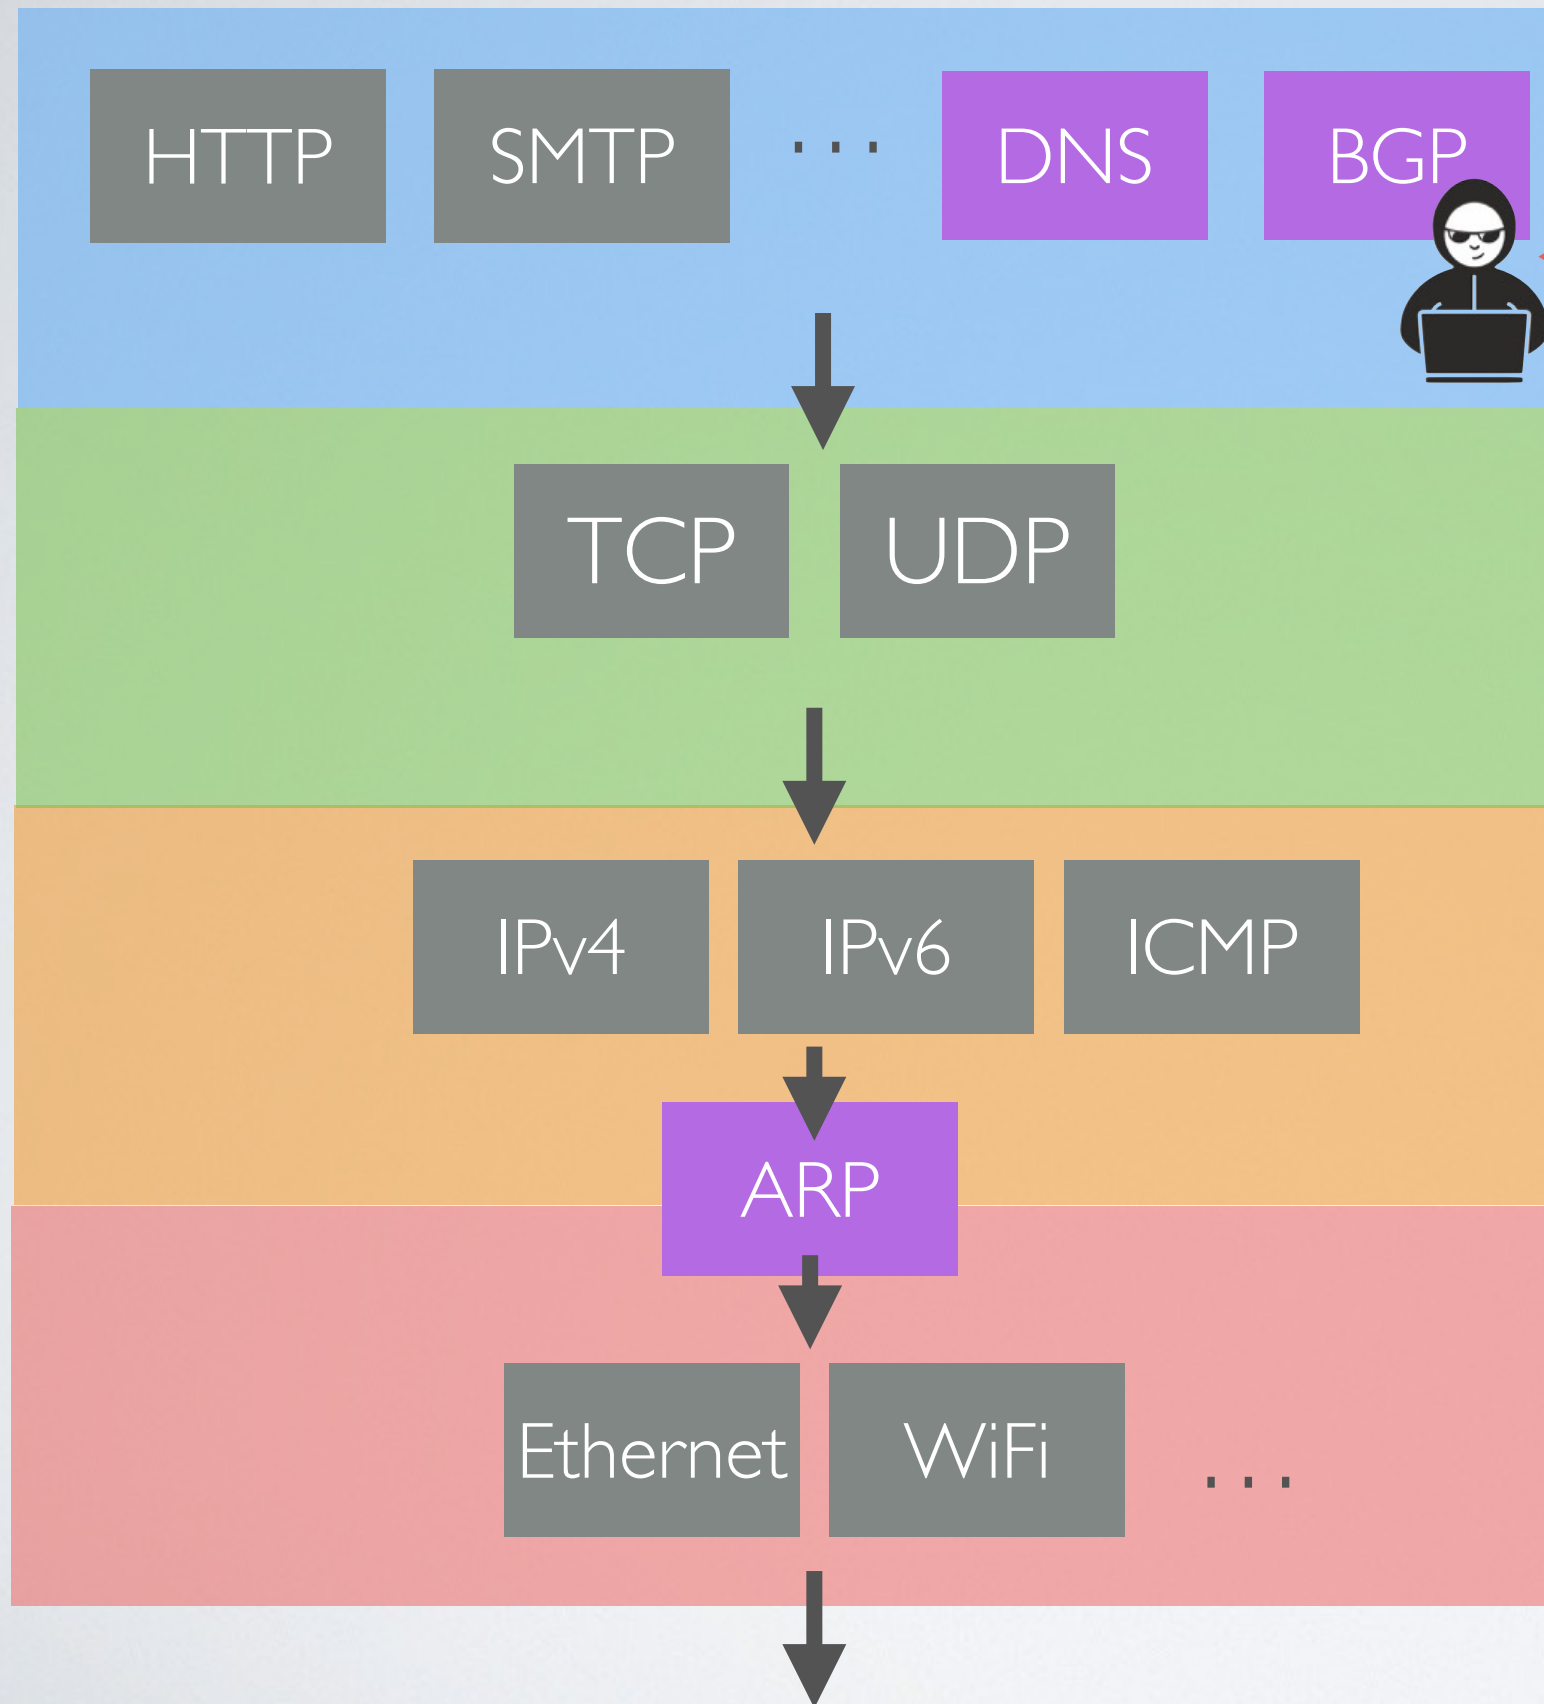 HTTP SMTP ... DNS BGP
TCP UDP
IPv4 IPv6 ICMP
ARP
Ethernet WiFi ...